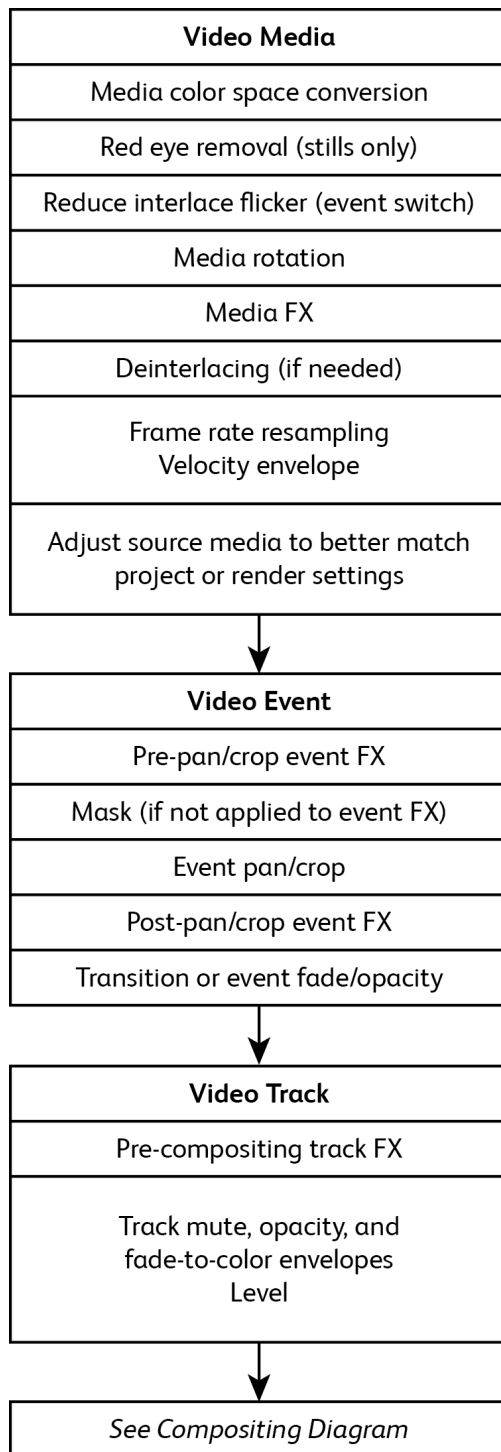 Video Media
Media color space conversion
Red eye removal (stills only)
Reduce interlace flicker (event switch)
Media rotation
Media FX
Deinterlacing (if needed)
Frame rate resampling
Velocity envelope
Adjust source media to better match
project or render settings
Video Event
Pre-pan/crop event FX
Mask (if not applied to event FX)
Event pan/crop
Post-pan/crop event FX
Transition or event fade/opacity
Video Track
Pre-compositing track FX
Track mute, opacity, and
fade-to-color envelopes
Level
See Compositing Diagram